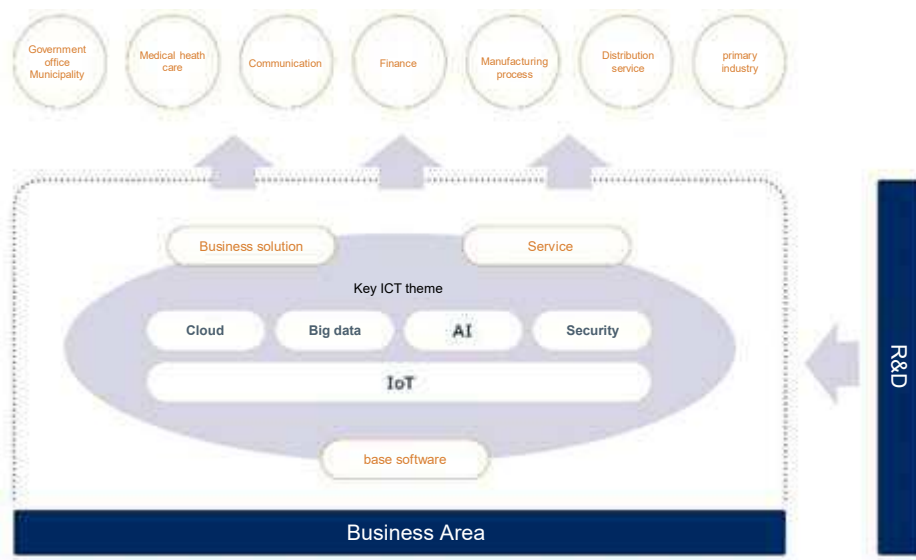 Government
office
Municipality
Medical heath
care
Communication
Finance
Manufacturing
process
Distribution
service
primary
industry
Business solution
Service
Key ICT theme
Cloud
Big data
AI
Security
IoT
base software
Business Area
R&D